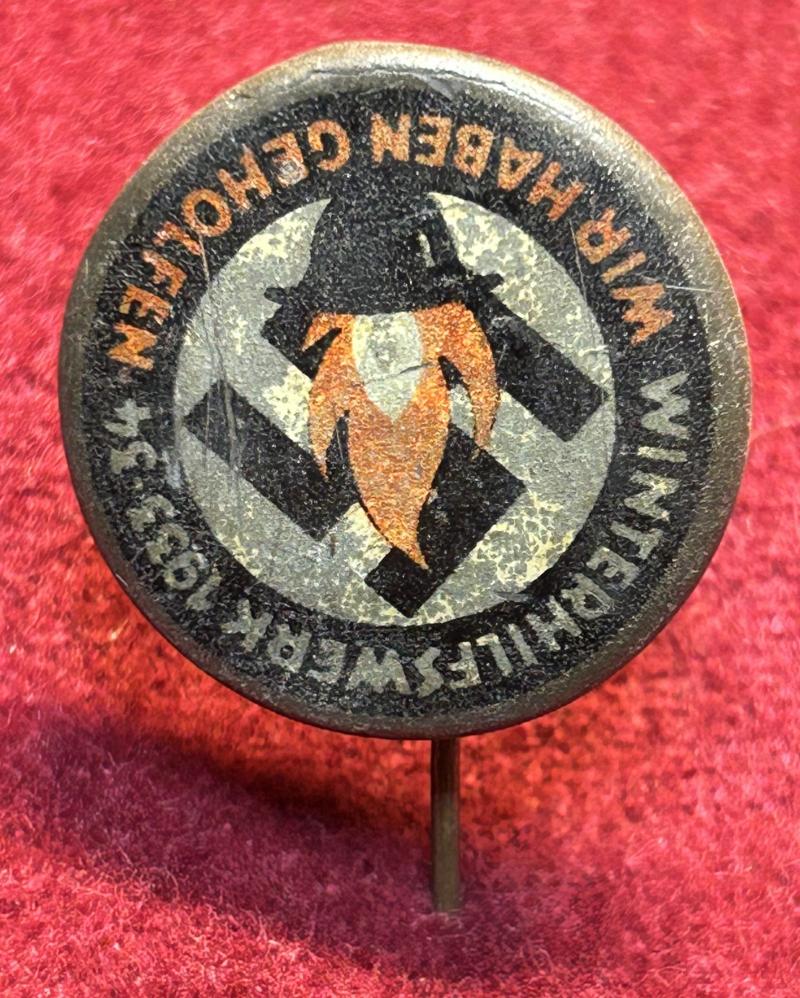 WINTERHILFSWERK 1933-34
WIR HABEN GEHOLFEN